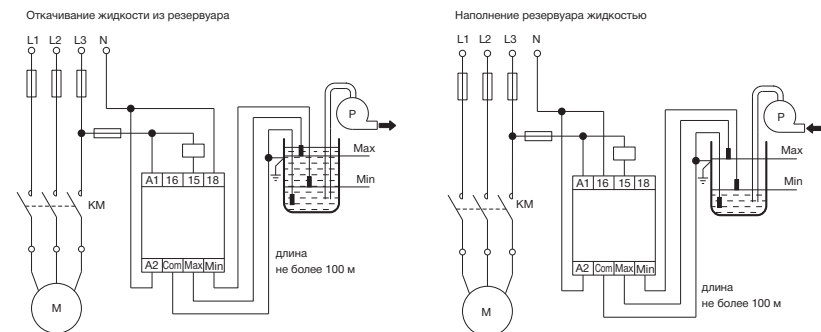 Откачивание жидкости из резервуара
L1 L2 L3 N
P
Max
Min
A1 16 15 18
KM
A2 Com Max Min
длина
не более 100 м
M
Наполнение резервуара жидкостью
L1 L2 L3 N
P
Max
Min
A1 16 15 18
KM
A2 Com Max Min
длина
не более 100 м
M